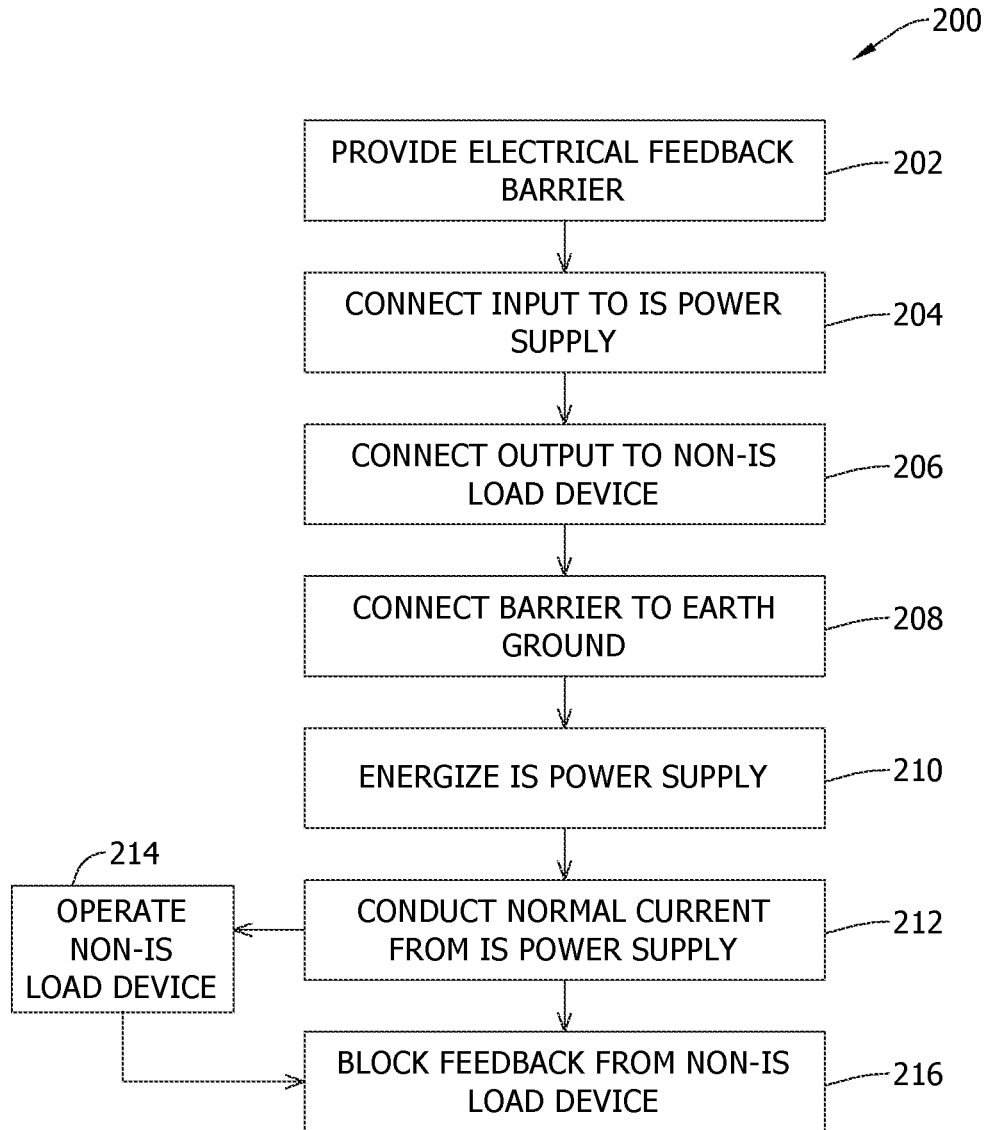 200
PROVIDE ELECTRICAL FEEDBACK
BARRIER
202
CONNECT INPUT TO IS POWER
SUPPLY
204
CONNECT OUTPUT TO NON-IS
LOAD DEVICE
206
CONNECT BARRIER TO EARTH
GROUND
208
ENERGIZE IS POWER SUPPLY
210
214
OPERATE
NON-IS
LOAD DEVICE
CONDUCT NORMAL CURRENT
FROM IS POWER SUPPLY
212
BLOCK FEEDBACK FROM NON-IS
LOAD DEVICE
216